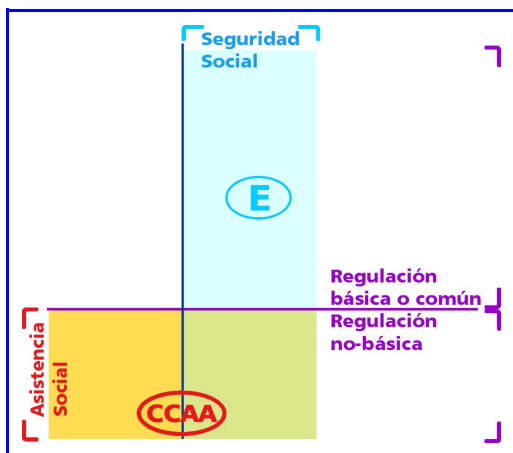 Seguridad
Social
E
Regulación
básica o común
Regulación
no-básica
Asistencia
Social
CCAA